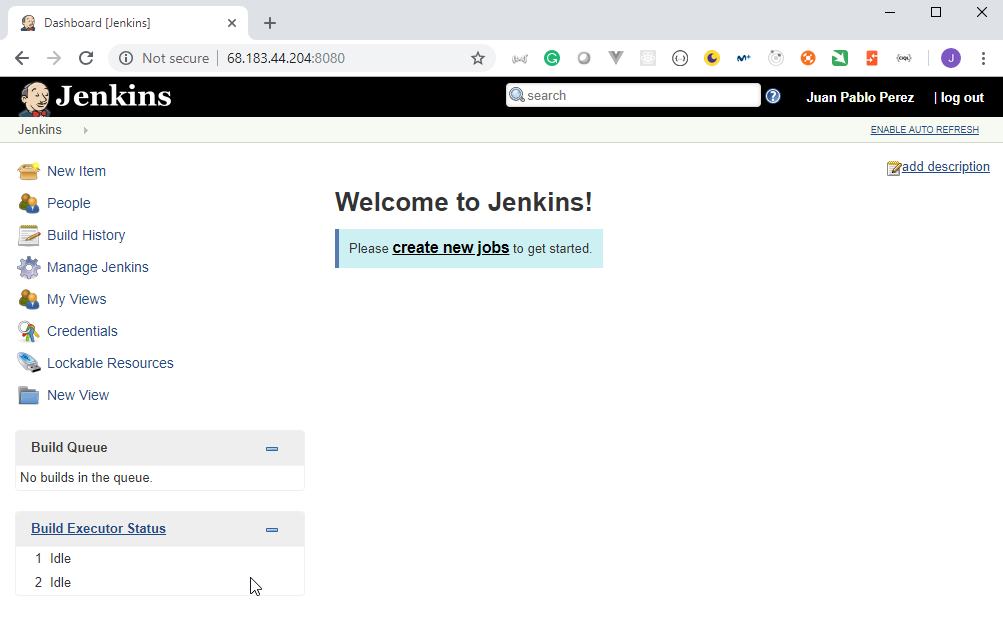 Dashboard [Jenkins]
Not secure
68.183.44.204:8080
J
Jenkins
search
?
Juan Pablo Perez
| log out
Jenkins
ENABLE AUTO REFRESH
New Item
People
Build History
Manage Jenkins
My Views
Credentials
Lockable Resources
New View
add description
Welcome to Jenkins!
Please create new jobs to get started.
Build Queue
No builds in the queue.
Build Executor Status
1 Idle
2 Idle